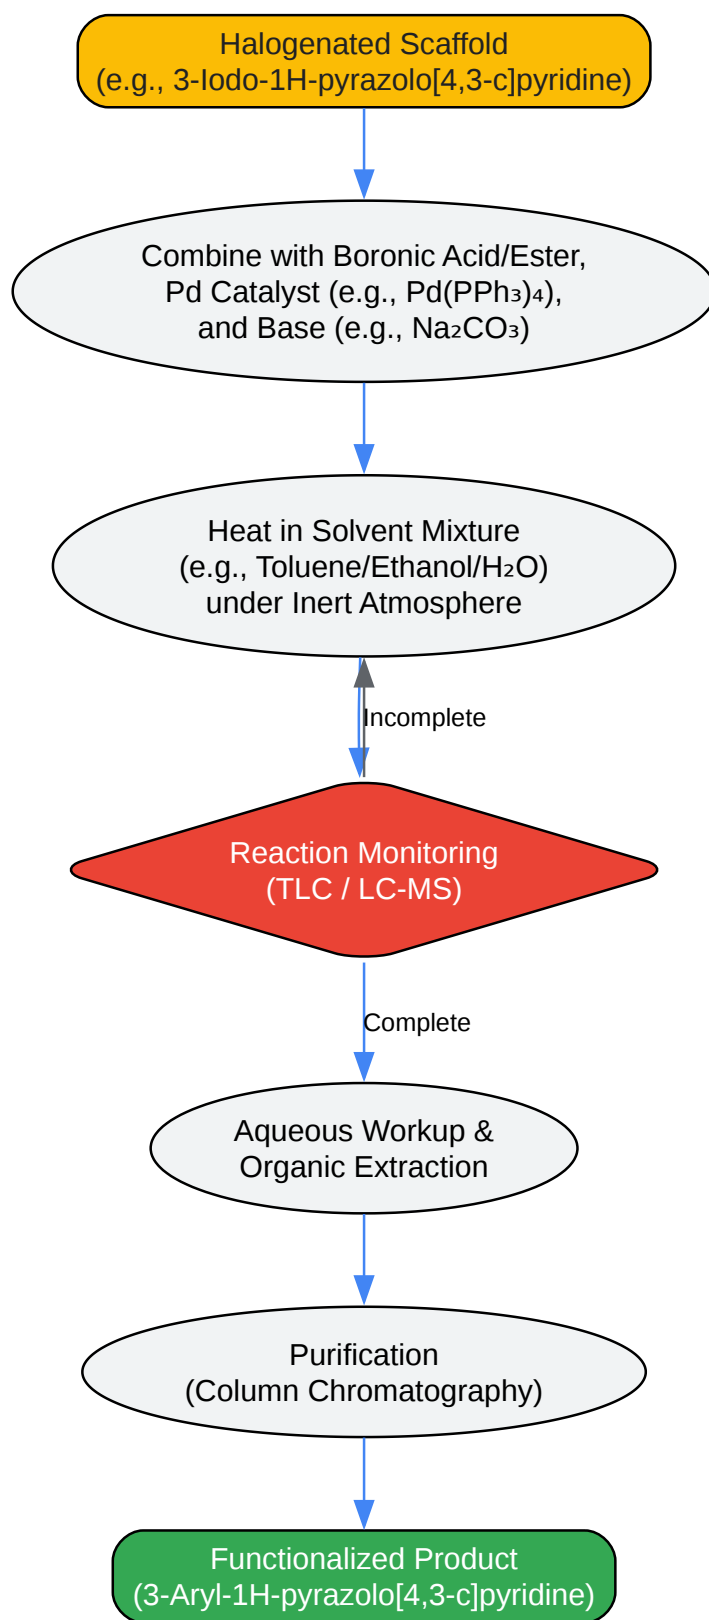 Halogenated Scaffold
(e.g., 3-Iodo-1H-pyrazolo[4,3-c]pyridine)
Combine with Boronic Acid/Ester,
Pd Catalyst (e.g., Pd(PPh₃)₄),
and Base (e.g., Na₂CO₃)
Heat in Solvent Mixture
(e.g., Toluene/Ethanol/H₂O)
under Inert Atmosphere
Incomplete
Reaction Monitoring
(TLC / LC-MS)
Complete
Aqueous Workup &
Organic Extraction
Purification
(Column Chromatography)
Functionalized Product
(3-Aryl-1H-pyrazolo[4,3-c]pyridine)